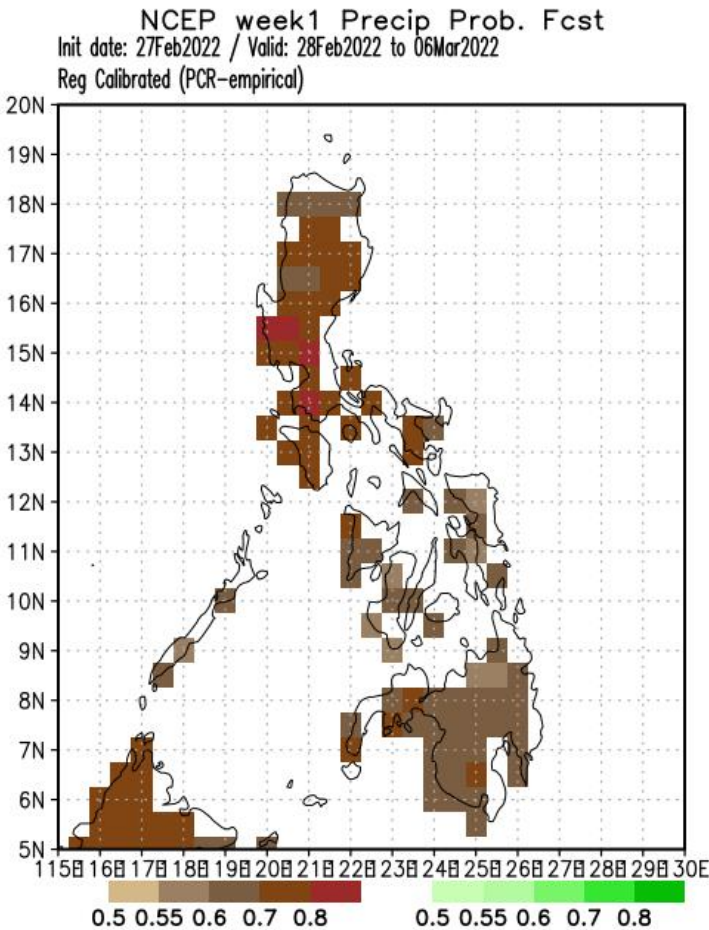 NCEP week1 Precip Prob. Fcst
Init date: 27Feb2022 / Valid: 28Feb2022 to 06Mar2022
Reg Calibrated (PCR-empirical)
20N
19N
18N
17N
16N
15N
14N
13N
12N
11N
10N
9N
8N
7N
6N
5N
115E 116E 117E 118E 119E 120E 121E 122E 123E 124E 125E 126E 127E 128E 129E 130E
0.5 0.55 0.6 0.7 0.8 0.5 0.55 0.6 0.7 0.8